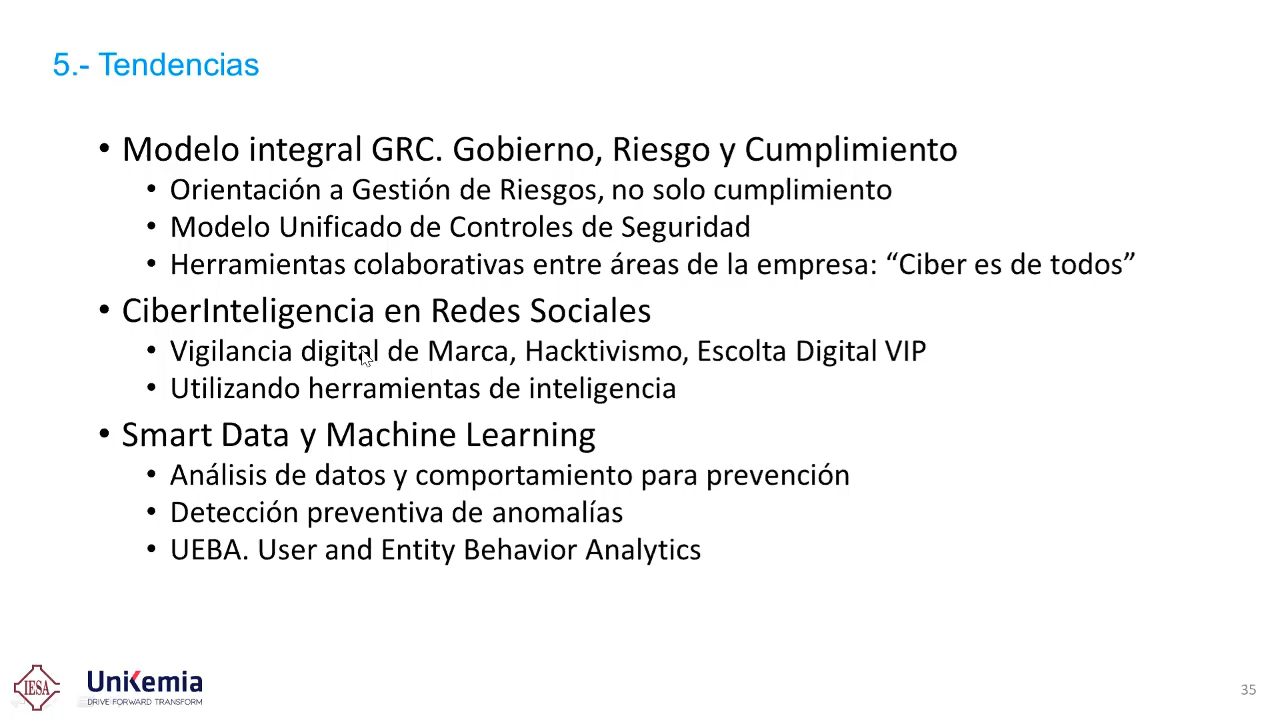 5.- Tendencias
• Modelo integral GRC. Gobierno, Riesgo y Cumplimiento
• Orientación a Gestión de Riesgos, no solo cumplimiento
• Modelo Unificado de Controles de Seguridad
• Herramientas colaborativas entre áreas de la empresa: “Ciber es de todos”
• CiberInteligencia en Redes Sociales
• Vigilancia digital de Marca, Hacktivismo, Escolta Digital VIP
• Utilizando herramientas de inteligencia
• Smart Data y Machine Learning
• Análisis de datos y comportamiento para prevención
• Detección preventiva de anomalías
• UEBA. User and Entity Behavior Analytics
IESA
UniKemia
DRIVE FORWARD TRANSFORM
35